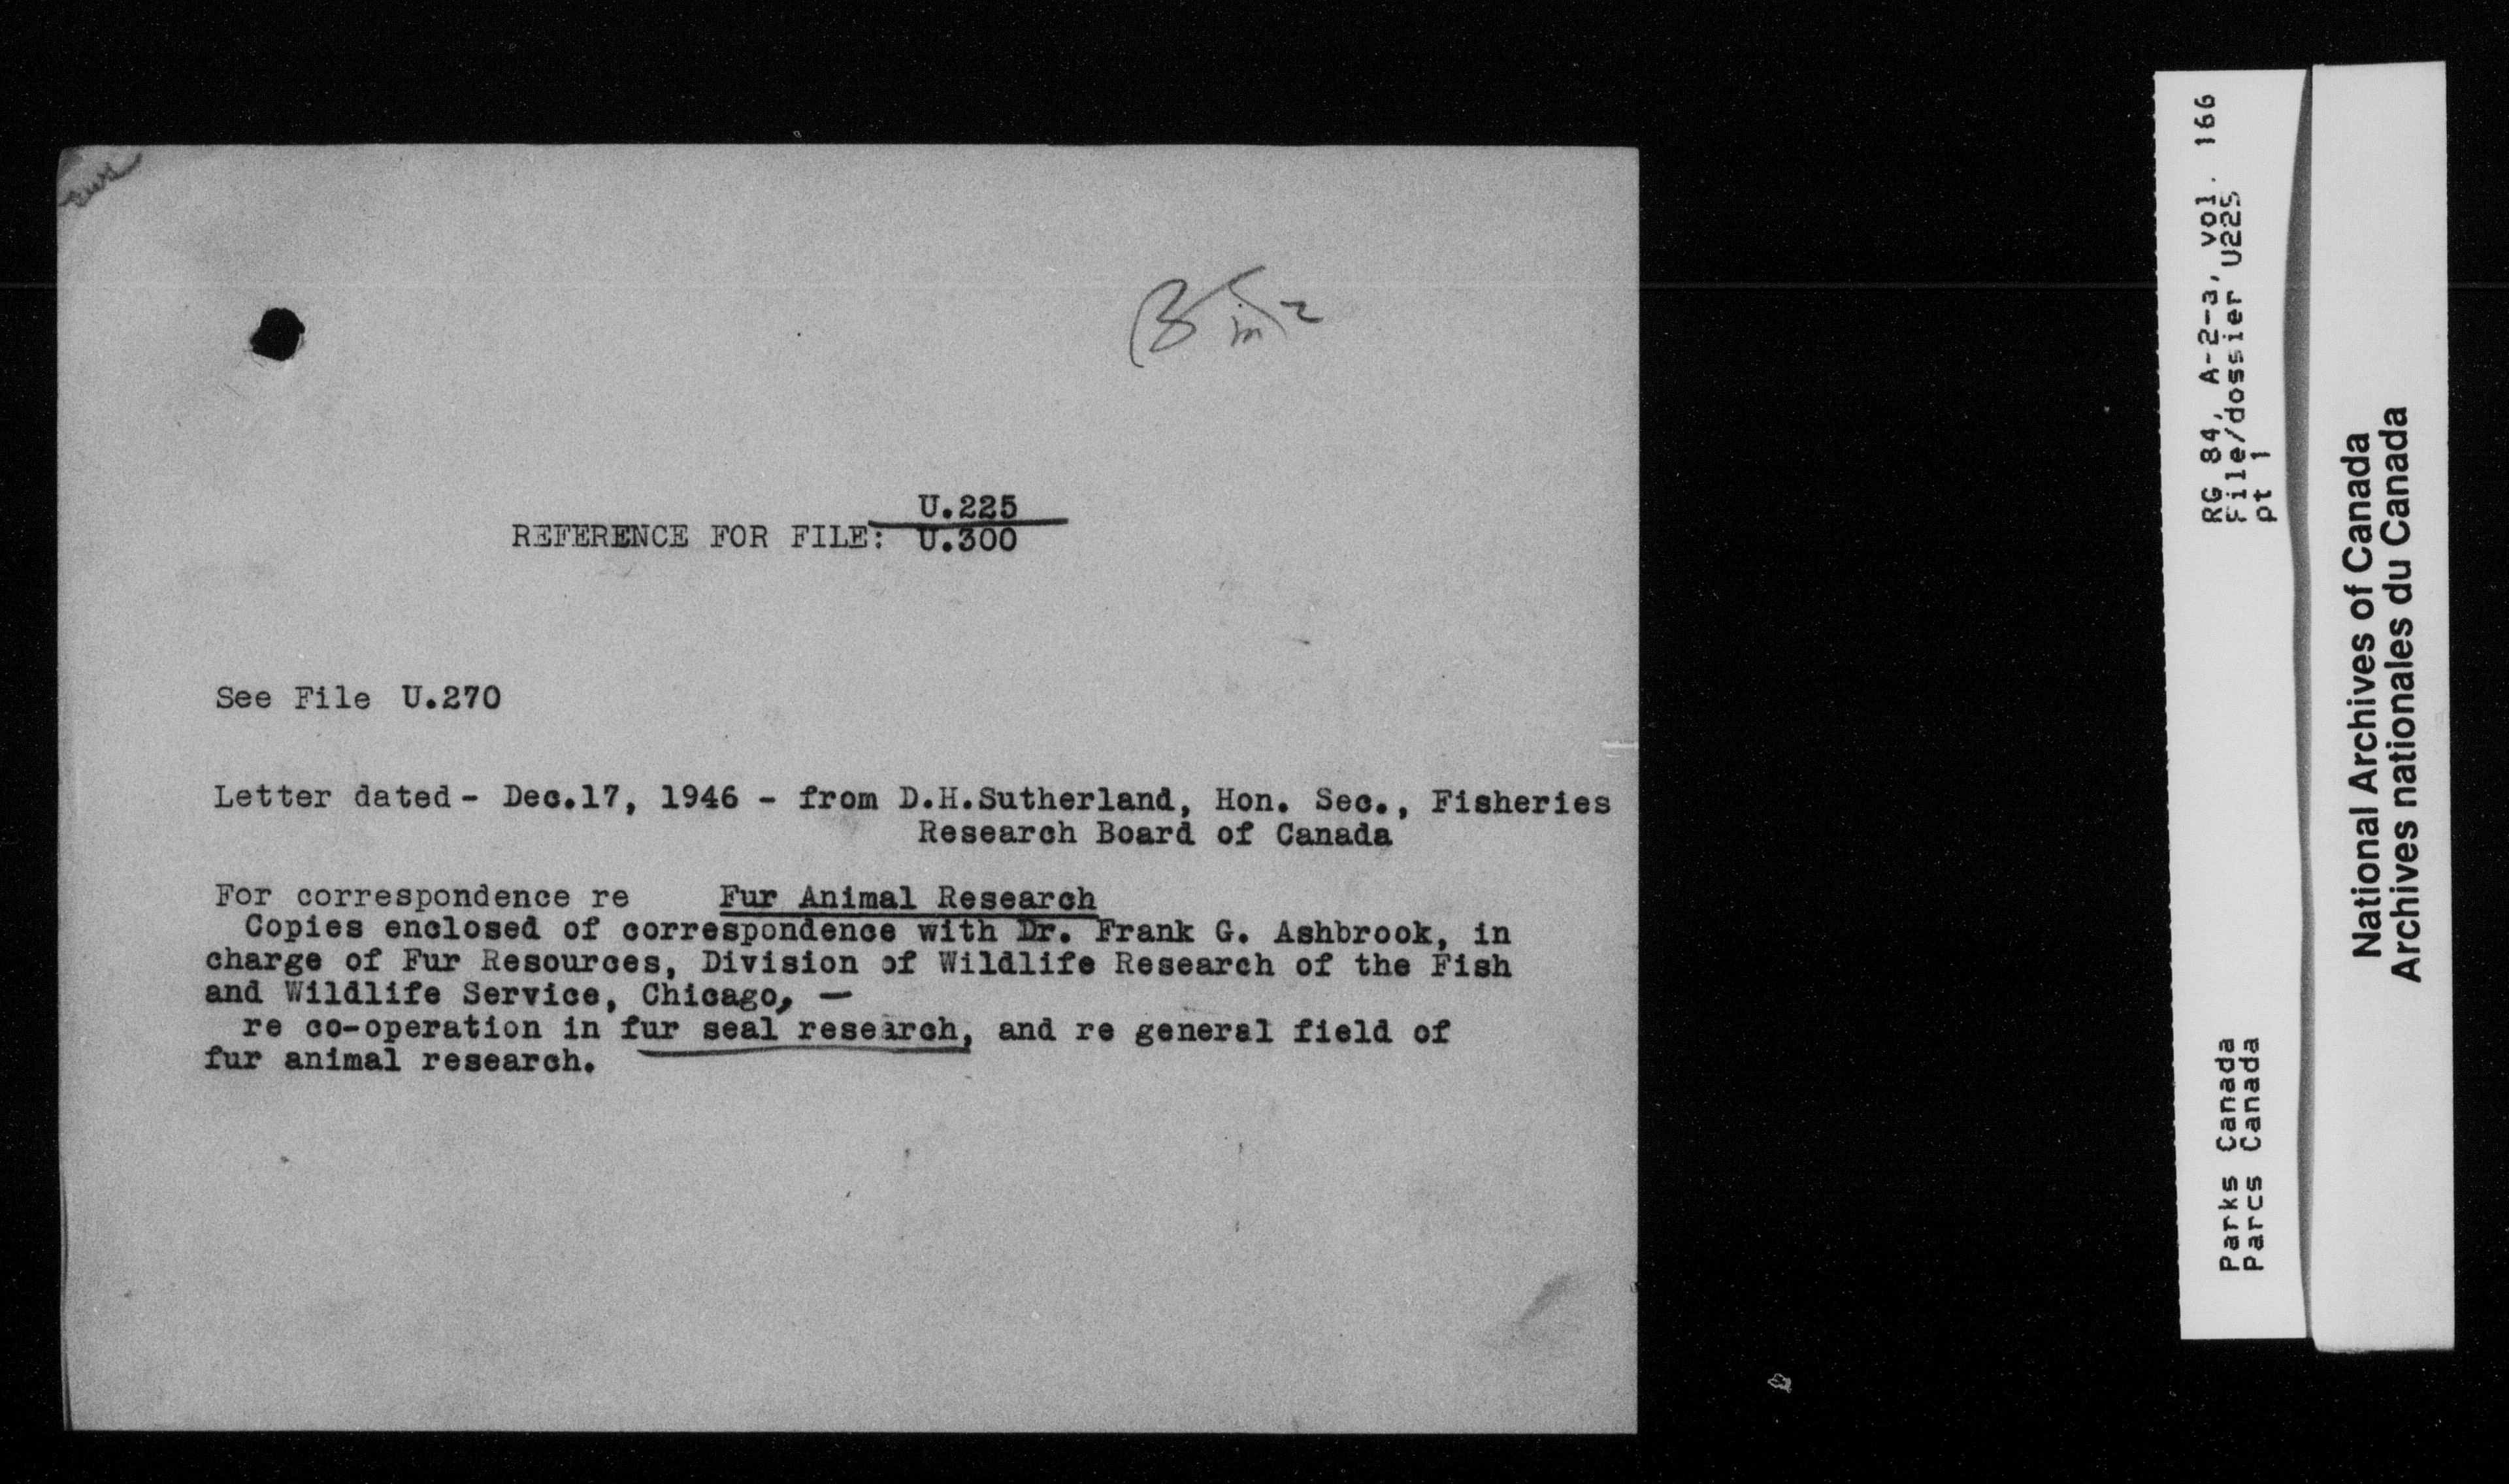 U.225
REFERENCE FOR FILE: U.300
See File U.270
Letter dated - Dec.17, 1946 - from D.H.Sutherland, Hon. Sec., Fisheries
Research Board of Canada
For correspondence re Fur Animal Research
Copies enclosed of correspondence with Dr. Frank G. Ashbrook, in
charge of Fur Resources, Division of Wildlife Research of the Fish
and Wildlife Service, Chicago, —
re co-operation in fur seal research, and re general field of
fur animal research.
RG 84, A-2-a, vol. 166
File/dossier U225
pt 1
Parks Canada
Parcs Canada
National Archives of Canada
Archives nationales du Canada